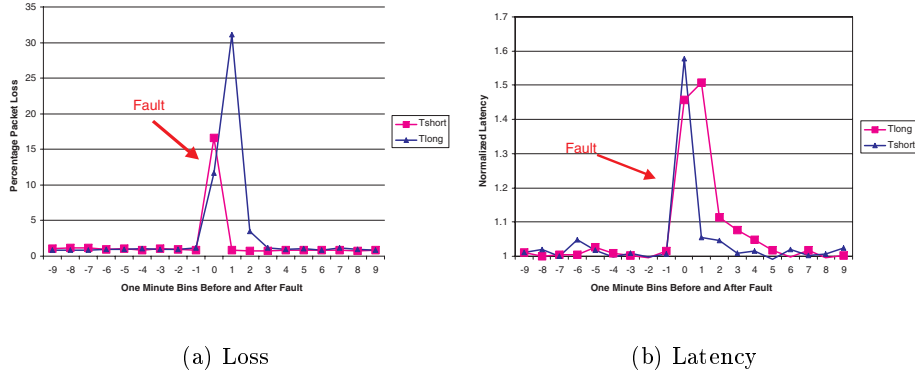 35
30
25
20
15
10
5
0
Percentage Packet Loss
Fault
Tshort
Tlong
-9 -8 -7 -6 -5 -4 -3 -2 -1 0 1 2 3 4 5 6 7 8 9
One Minute Bins Before and After Fault
(a) Loss
1.7
1.6
1.5
1.4
1.3
1.2
1.1
1
Normalized Latency
Fault
Tlong
Tshort
-9 -8 -7 -6 -5 -4 -3 -2 -1 0 1 2 3 4 5 6 7 8 9
One Minute Bins Before and After Fault
(b) Latency